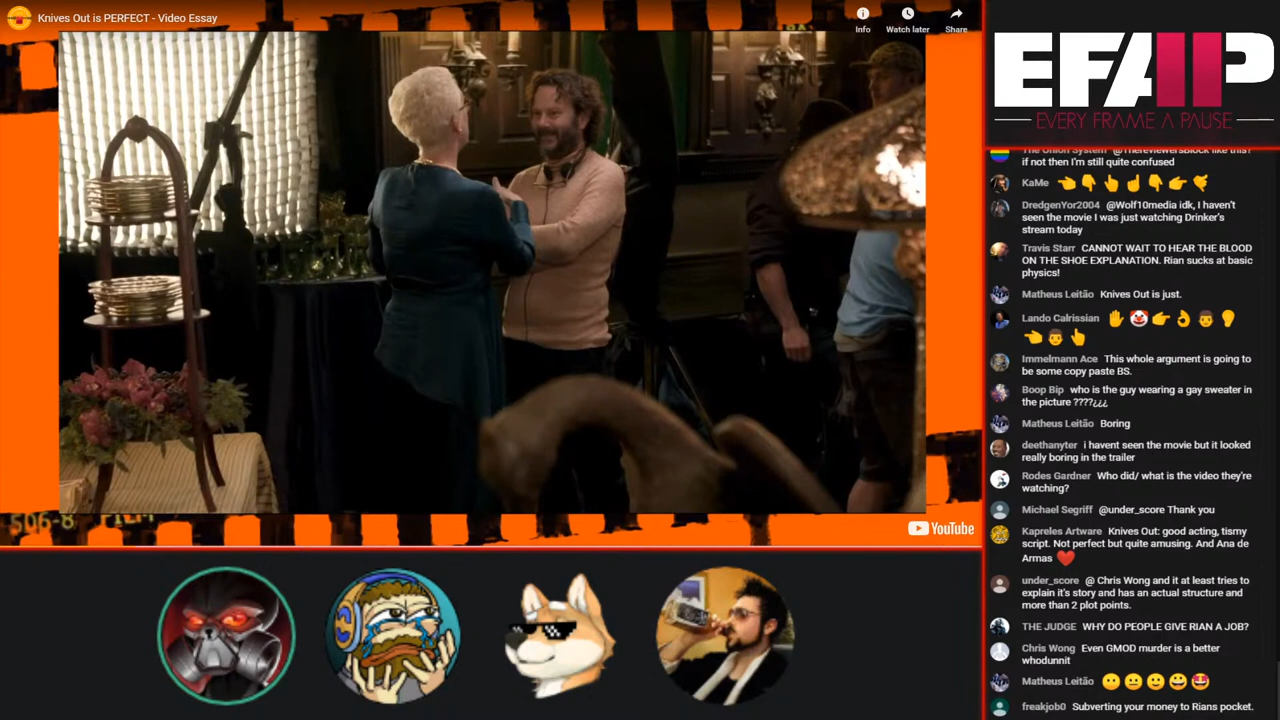 Knives Out is PERFECT - Video Essay
Info
Watch later
Share
506-8 FILM
YouTube
EFAP
EVERY FRAME A PAUSE
The Union System @ThereviewersBlock like this?
if not then I'm still quite confused
KaMe 👈👇👆☝👇👉🤙
DredgenYor2004 @Wolf10media idk, I haven't
seen the movie I was just watching Drinker's
stream today
Travis Starr CANNOT WAIT TO HEAR THE BLOOD
ON THE SHOE EXPLANATION. Rian sucks at basic
physics!
Matheus Leitão Knives Out is just.
Lando Calrissian ✋🤡👉👌👨💡
👈👨👆
Immelmann Ace This whole argument is going to
be some copy paste BS.
Boop Bip who is the guy wearing a gay sweater in
the picture ????¿¿¿
Matheus Leitão Boring
deethanyter i havent seen the movie but it looked
really boring in the trailer
Rodes Gardner Who did/ what is the video they're
watching?
Michael Segriff @under_score Thank you
Kapreles Artware Knives Out: good acting, tismy
script. Not perfect but quite amusing. And Ana de
Armas ❤️
under_score @ Chris Wong and it at least tries to
explain it's story and has an actual structure and
more than 2 plot points.
THE JUDGE WHY DO PEOPLE GIVE RIAN A JOB?
Chris Wong Even GMOD murder is a better
whodunnit
Matheus Leitão 😶😐🙂😀🤩
freakjob0 Subverting your money to Rians pocket.